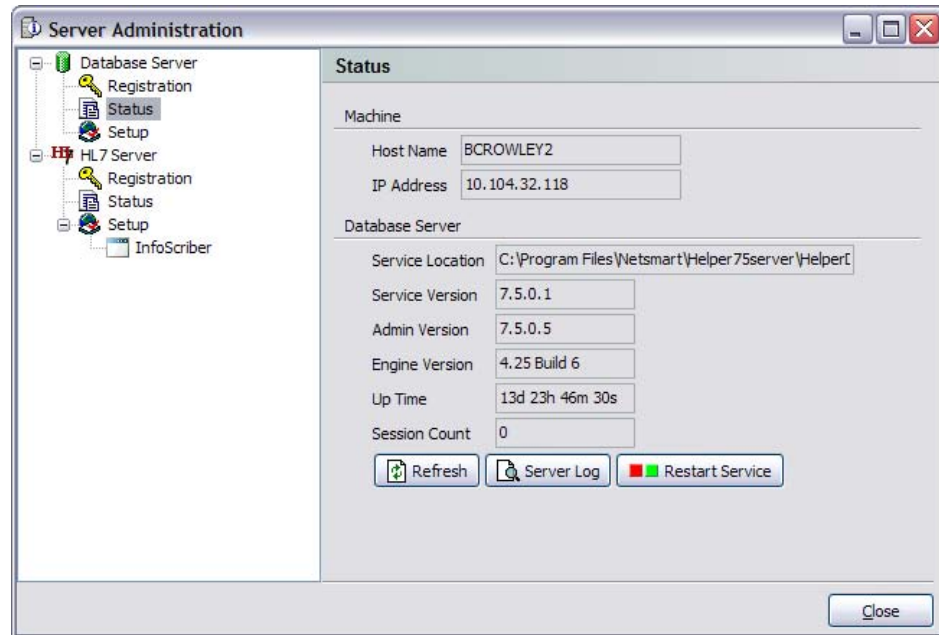 Server Administration
Database Server
Registration
Status
Setup
HL7 Server
Registration
Status
Setup
InfoScriber
Status
Machine
Host Name BCROWLEY2
IP Address 10.104.32.118
Database Server
Service Location C:\Program Files\Netsmart\Helper75server\Helper
Service Version 7.5.0.1
Admin Version 7.5.0.5
Engine Version 4.25 Build 6
Up Time 13d 23h 46m 30s
Session Count 0
Refresh Server Log Restart Service
Close